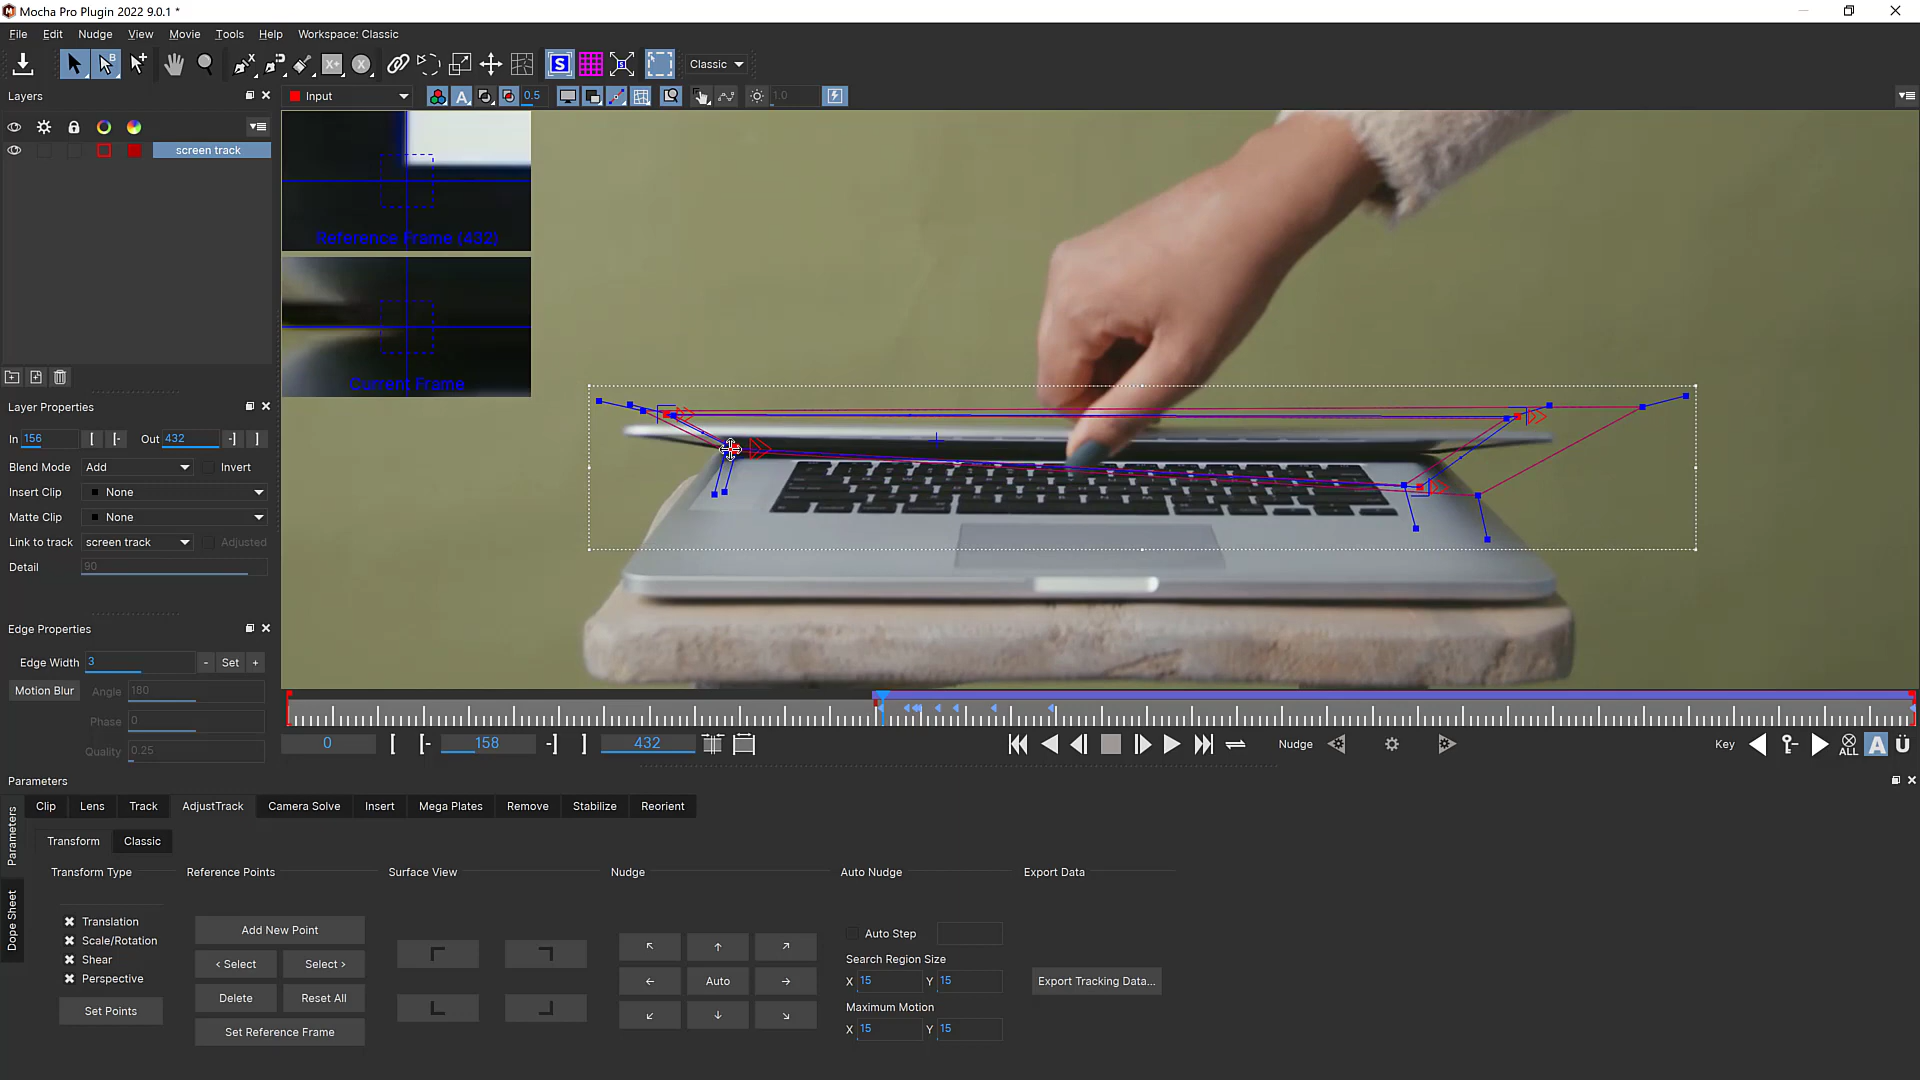 Mocha Pro Plugin 2022 9.0.1 *
File Edit Nudge View Movie Tools Help Workspace: Classic
Classic
Layers
Input
A
0.5
1.0
screen track
Reference Frame (432)
Current Frame
Layer Properties
In 156 Out 432
Blend Mode Add Invert
Insert Clip None
Matte Clip None
Link to track screen track Adjusted
Detail 90
Edge Properties
Edge Width 3 - Set +
Motion Blur Angle 180
Phase 0
Quality 0.25
0 158 432 Nudge Key ALL A Ü
Parameters
Clip Lens Track AdjustTrack Camera Solve Insert Mega Plates Remove Stabilize Reorient
Parameters
Dope Sheet
Transform Classic
Transform Type Reference Points Surface View Nudge Auto Nudge Export Data
Translation
Scale/Rotation
Shear
Perspective
Set Points
Add New Point
< Select Select >
Delete Reset All
Set Reference Frame
Auto
Auto Step
Search Region Size
X 15 Y 15
Maximum Motion
X 15 Y 15
Export Tracking Data...